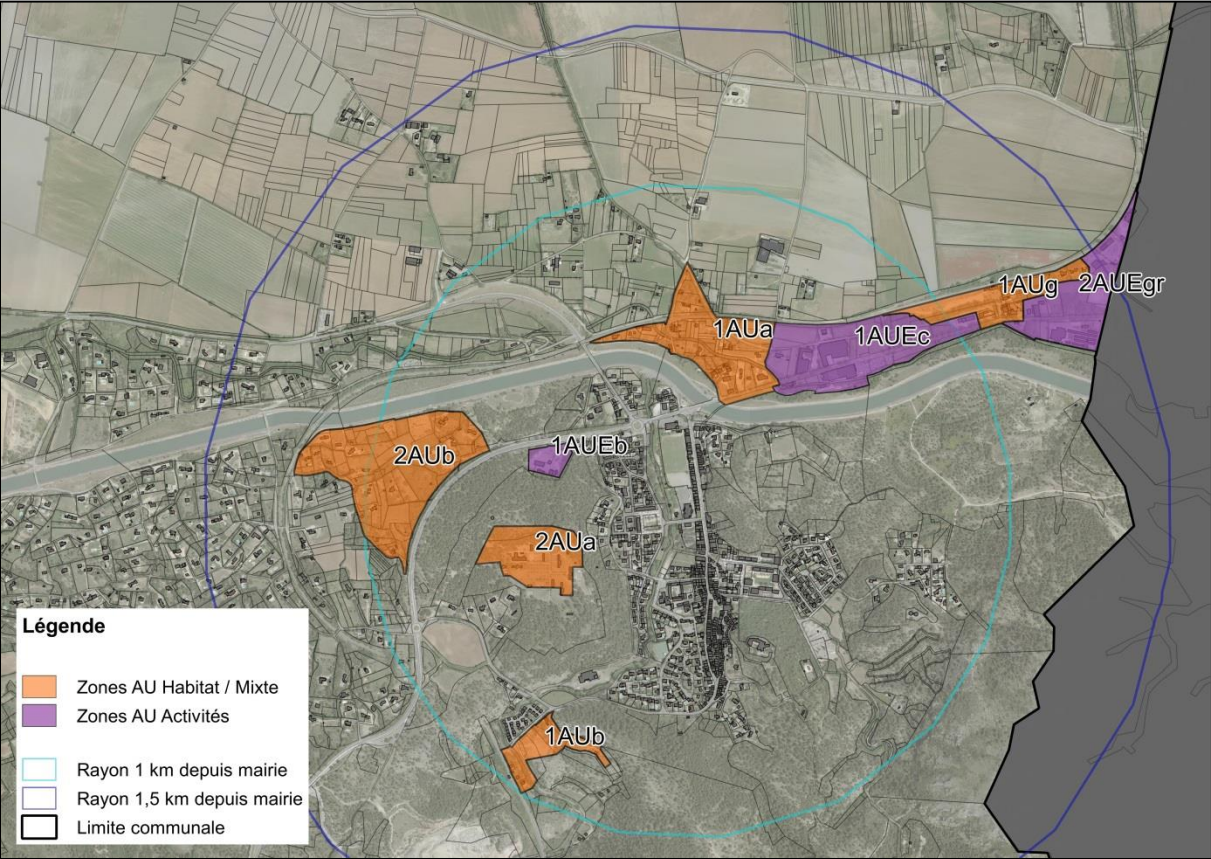 1AUg
2AUEgr
1AUa
1AUEc
2AUb
1AUEb
2AUa
1AUb
Légende
Zones AU Habitat / Mixte
Zones AU Activités
Rayon 1 km depuis mairie
Rayon 1,5 km depuis mairie
Limite communale